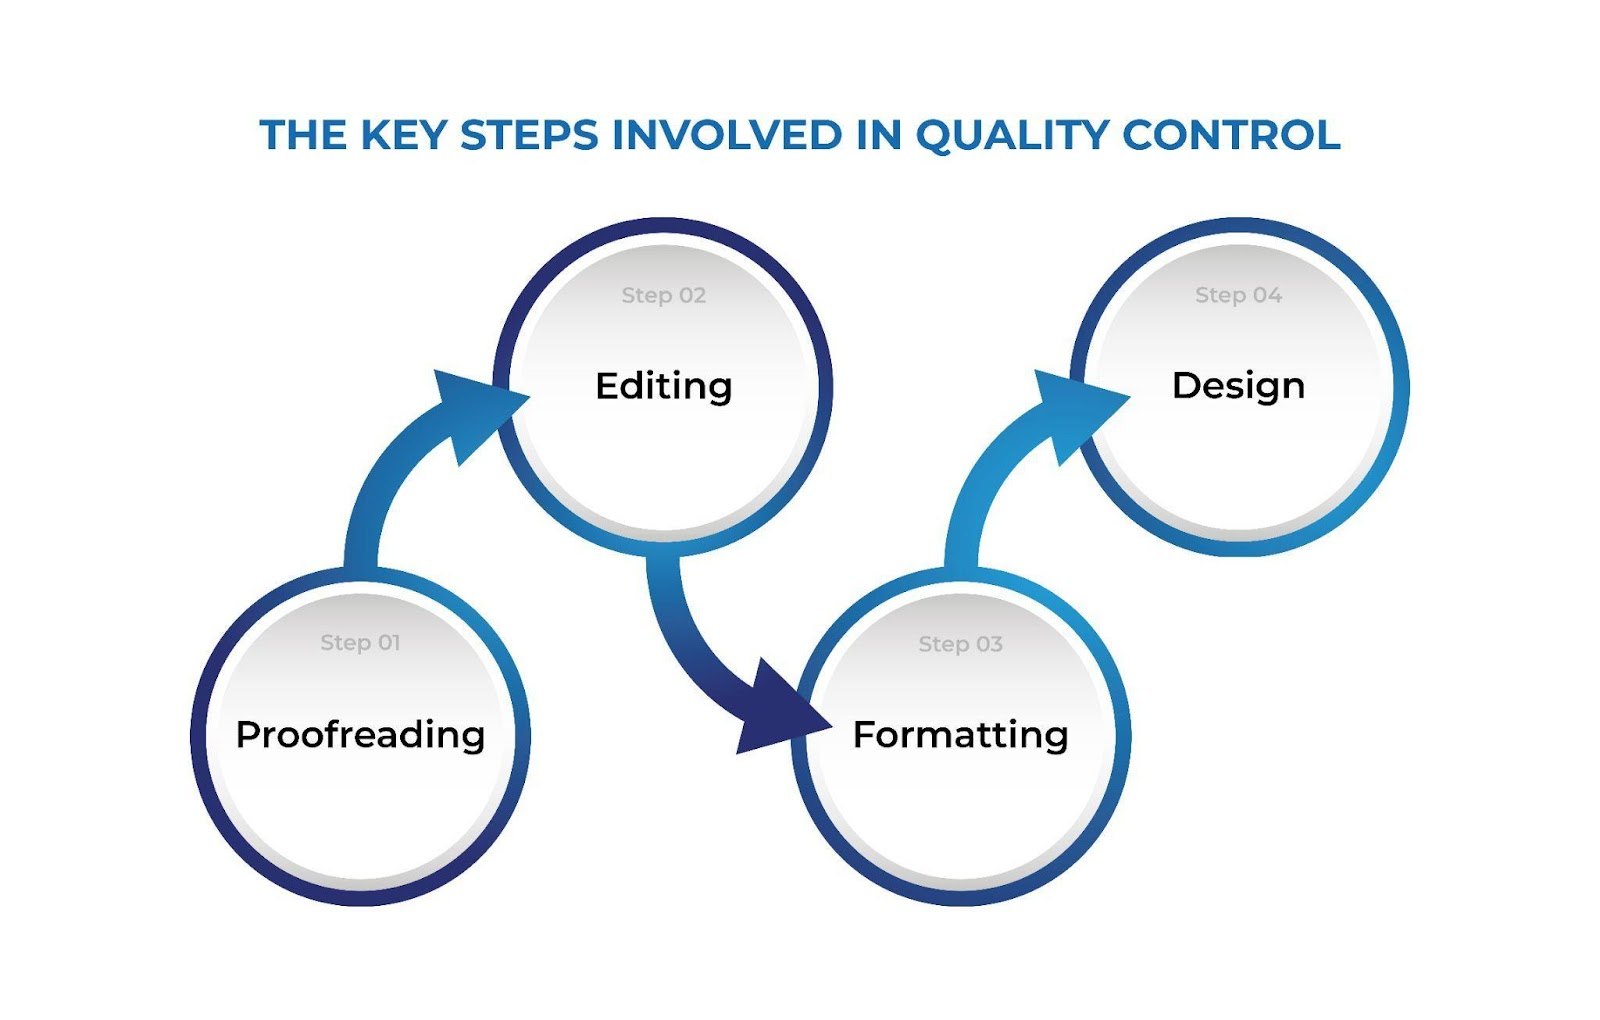 THE KEY STEPS INVOLVED IN QUALITY CONTROL
Step 01
Proofreading
Step 02
Editing
Step 03
Formatting
Step 04
Design